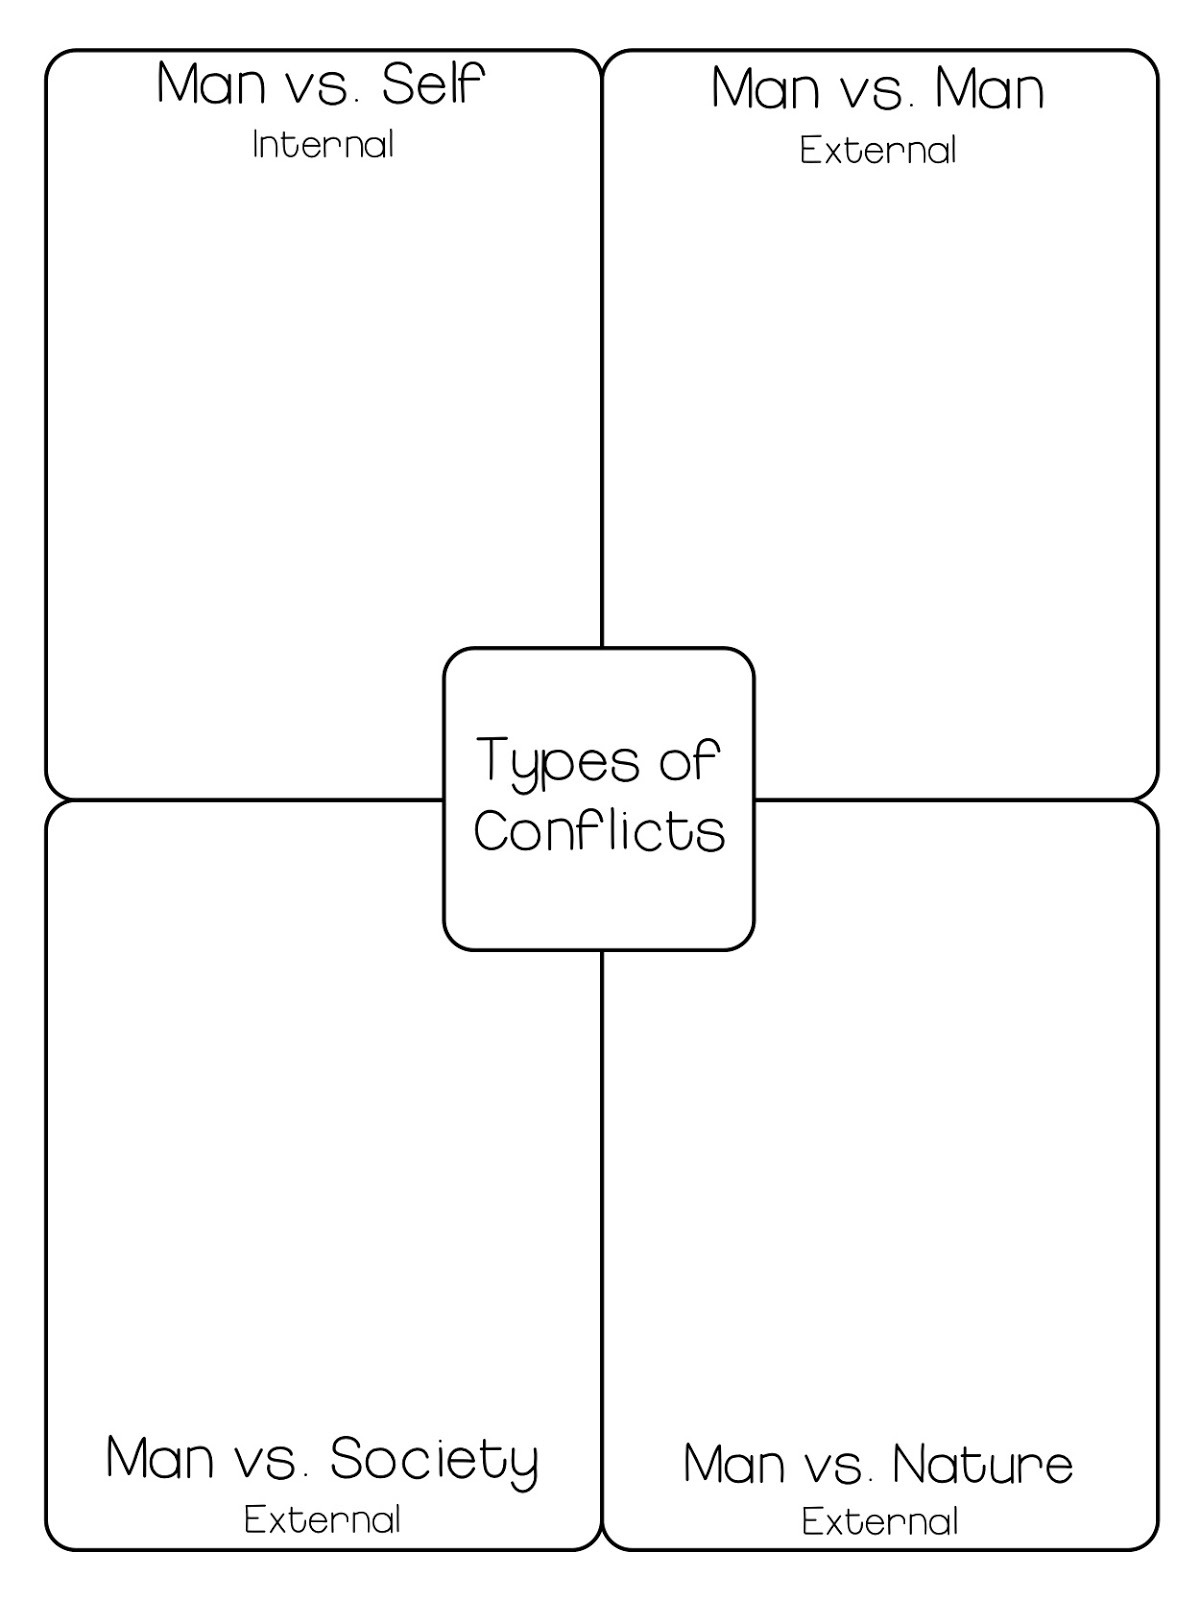 Man vs. Self
Internal
Man vs. Man
External
Types of
Conflicts
Man vs. Society
External
Man vs. Nature
External